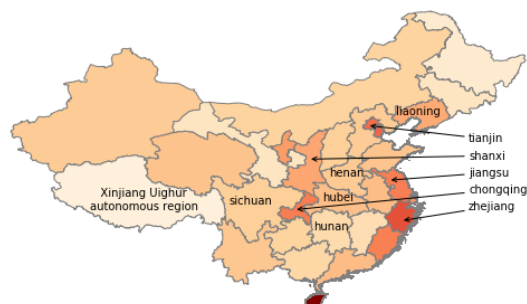 liaoning
tianjin
shanxi
henan
jiangsu
chongqing
Xinjiang Uighur
autonomous region
sichuan
hubei
zhejiang
hunan